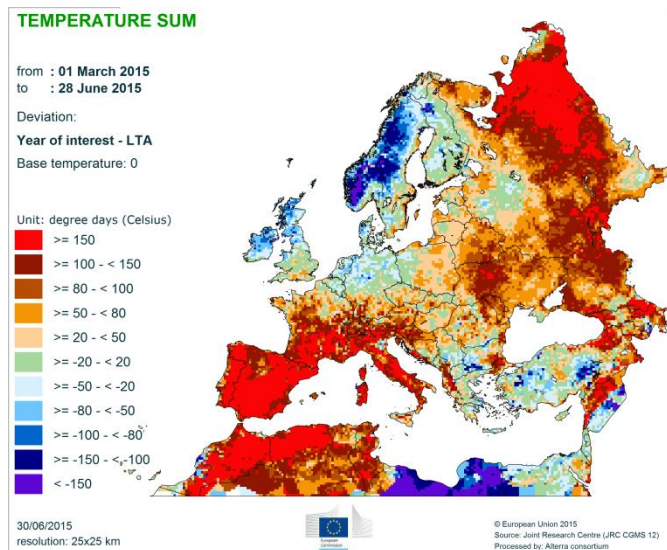 TEMPERATURE SUM
from : 01 March 2015
to : 28 June 2015
Deviation:
Year of interest - LTA
Base temperature: 0
Unit: degree days (Celsius)
>= 150
>= 100 - < 150
>= 80 - < 100
>= 50 - < 80
>= 20 - < 50
>= -20 - < 20
>= -50 - < -20
>= -80 - < -50
>= -100 - < -80
>= -150 - < -100
< -150
30/06/2015
resolution: 25x25 km
European
Commission
© European Union 2015
Source: Joint Research Centre (JRC CGMS 12)
Processed by: Alterra consortium